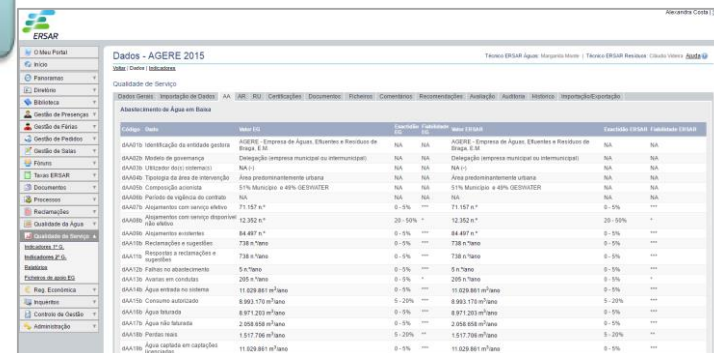 Alexandra Costa
ERSAR
O Meu Portal
Início
Panoramas
Diretório
Biblioteca
Gestão de Presenças
Gestão de Férias
Gestão de Pedidos
Gestão de Salas
Fóruns
Taxas ERSAR
Documentos
Processos
Reclamações
Qualidade da Água
Qualidade de Serviço
Indicadores 1ª G.
Indicadores 2ª G.
Relatórios
Ficheiros de apoio EG
Reg. Económica
Inquéritos
Controlo de Gestão
Administração
Dados - AGERE 2015
Técnico ERSAR Águas: Margarida | Técnico ERSAR Resíduos: Cláudia Ajuda
Voltar | Dados | Indicadores
Qualidade de Serviço
Dados Gerais Importação de Dados AA AR RU Certificações Documentos Ficheiros Comentários Recomendações Avaliação Auditoria Histórico Importação/Exportação
Abastecimento de Água em Baixa
Código Dado Valor EG Exactidão EG Fiabilidade EG Valor ERSAR Exactidão ERSAR Fiabilidade ERSAR
dAA01b Identificação da entidade gestora AGERE - Empresa de Águas, Efluentes e Resíduos de Braga, E.M. NA NA AGERE - Empresa de Águas, Efluentes e Resíduos de Braga, E.M. NA NA
dAA02b Modelo de governança Delegação (empresa municipal ou intermunicipal) NA NA Delegação (empresa municipal ou intermunicipal) NA NA
dAA03b Utilizador do(s) sistema(s) NA (-) NA NA NA (-) NA NA
dAA04b Tipologia da área de intervenção Área predominantemente urbana NA NA Área predominantemente urbana NA NA
dAA05b Composição acionista 51% Município e 49% GESWATER NA NA 51% Município e 49% GESWATER NA NA
dAA06b Período de vigência do contrato NA NA NA NA NA NA
dAA07b Alojamentos com serviço efetivo 71.157 n.º 0 - 5% *** 71.157 n.º 0 - 5% ***
dAA08b Alojamentos com serviço disponível não efetivo 12.352 n.º 20 - 50% * 12.352 n.º 20 - 50% *
dAA09b Alojamentos existentes 84.497 n.º 0 - 5% *** 84.497 n.º 0 - 5% ***
dAA10b Reclamações e sugestões 738 n.º/ano 0 - 5% *** 738 n.º/ano 0 - 5% ***
dAA11b Respostas a reclamações e sugestões 738 n.º/ano 0 - 5% *** 738 n.º/ano 0 - 5% ***
dAA12b Falhas no abastecimento 5 n.º/ano 0 - 5% *** 5 n.º/ano 0 - 5% ***
dAA13b Avarias em condutas 205 n.º/ano 0 - 5% * 205 n.º/ano 0 - 5%
dAA14b Água entrada no sistema 11.029.861 m³/ano 0 - 5% *** 11.029.861 m³/ano 0 - 5% ***
dAA15b Consumo autorizado 8.993.170 m³/ano 5 - 20% *** 8.993.170 m³/ano 5 - 20% ***
dAA16b Água faturada 8.971.203 m³/ano 0 - 5% *** 8.971.203 m³/ano 0 - 5% ***
dAA17b Água não faturada 2.058.658 m³/ano 0 - 5% *** 2.058.658 m³/ano 0 - 5% ***
dAA18b Perdas reais 1.517.706 m³/ano 5 - 20% ** 1.517.706 m³/ano 5 - 20% **
dAA19b Água captada em captações licenciadas 11.029.861 m³/ano 0 - 5% *** 11.029.861 m³/ano 0 - 5% ***